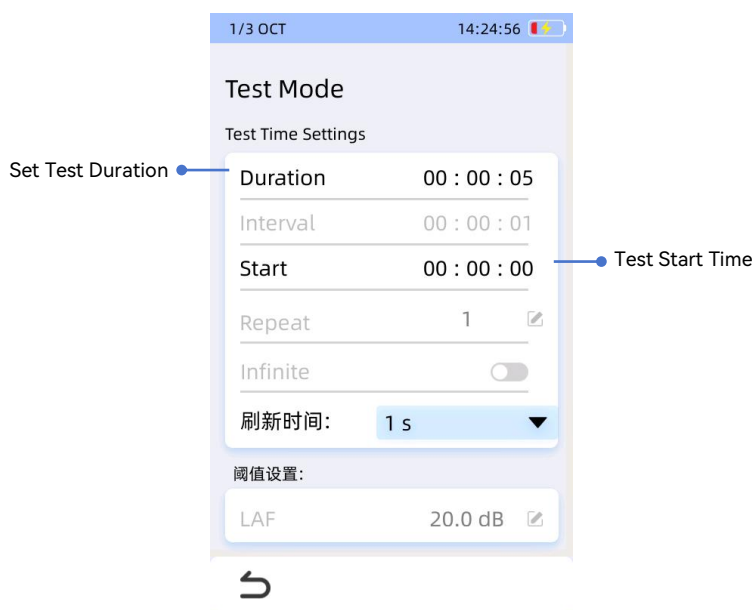 1/3 OCT 14:24:56
Test Mode
Test Time Settings
Set Test Duration
Duration 00 : 00 : 05
Interval 00 : 00 : 01
Start 00 : 00 : 00
Test Start Time
Repeat 1
Infinite
刷新时间:
1 s
阈值设置:
LAF 20.0 dB